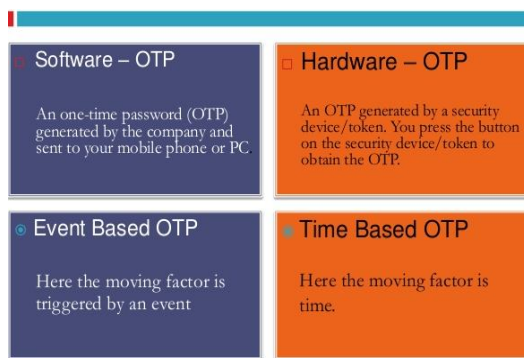 Software – OTP
An one-time password (OTP)
generated by the company and
sent to your mobile phone or PC.
Hardware – OTP
An OTP generated by a security
device/token. You press the button
on the security device/token to
obtain the OTP.
Event Based OTP
Here the moving factor is
triggered by an event
Time Based OTP
Here the moving factor is
time.